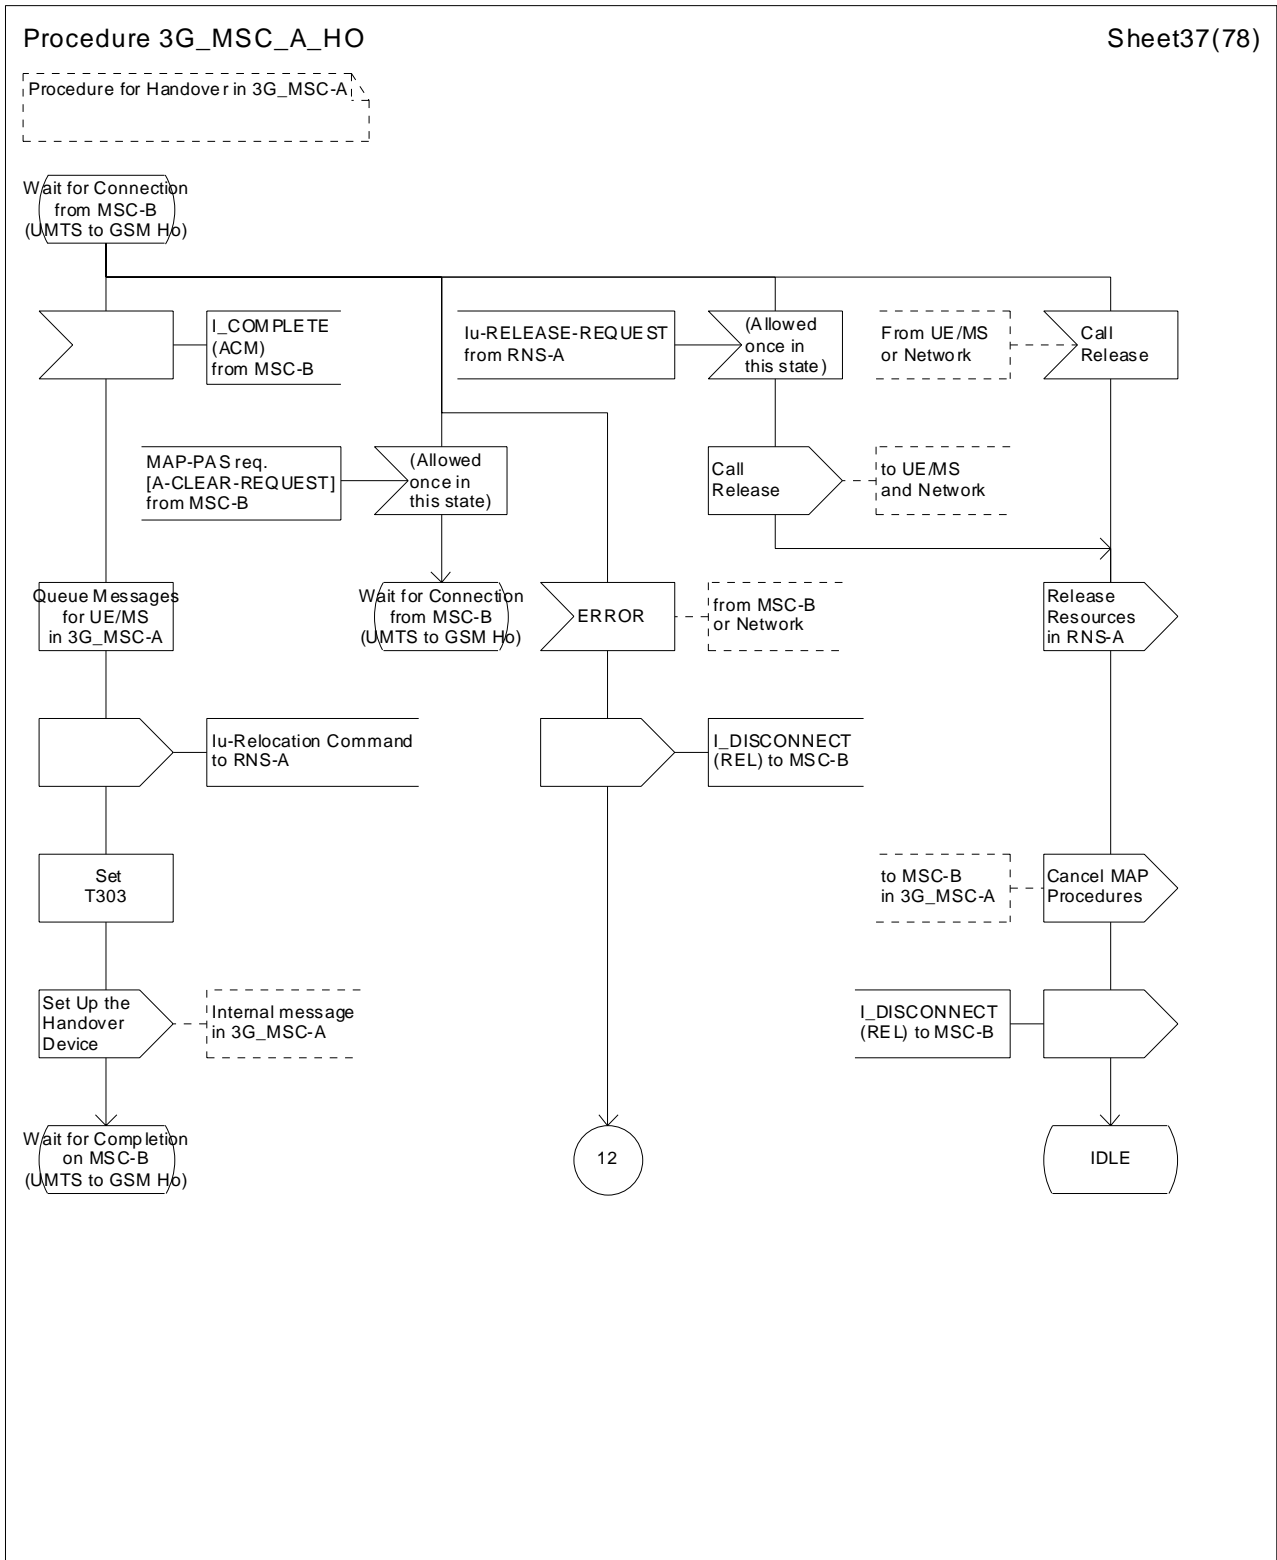 Procedure 3G_MSC_A_HO
Sheet37(78)
Procedure for Handover in 3G_MSC-A
Wait for Connection
from MSC-B
(UMTS to GSM Ho)
I_COMPLETE
(ACM)
from MSC-B
Iu-RELEASE-REQUEST
from RNS-A
(Allowed
once in
this state)
From UE/MS
or Network
Call
Release
MAP-PAS req.
[A-CLEAR-REQUEST]
from MSC-B
(Allowed
once in
this state)
Call
Release
to UE/MS
and Network
Queue Messages
for UE/MS
in 3G_MSC-A
Wait for Connection
from MSC-B
(UMTS to GSM Ho)
ERROR
from MSC-B
or Network
Release
Resources
in RNS-A
Iu-Relocation Command
to RNS-A
I_DISCONNECT
(REL) to MSC-B
Set
T303
to MSC-B
in 3G_MSC-A
Cancel MAP
Procedures
Set Up the
Handover
Device
Internal message
in 3G_MSC-A
I_DISCONNECT
(REL) to MSC-B
Wait for Completion
on MSC-B
(UMTS to GSM Ho)
12
IDLE